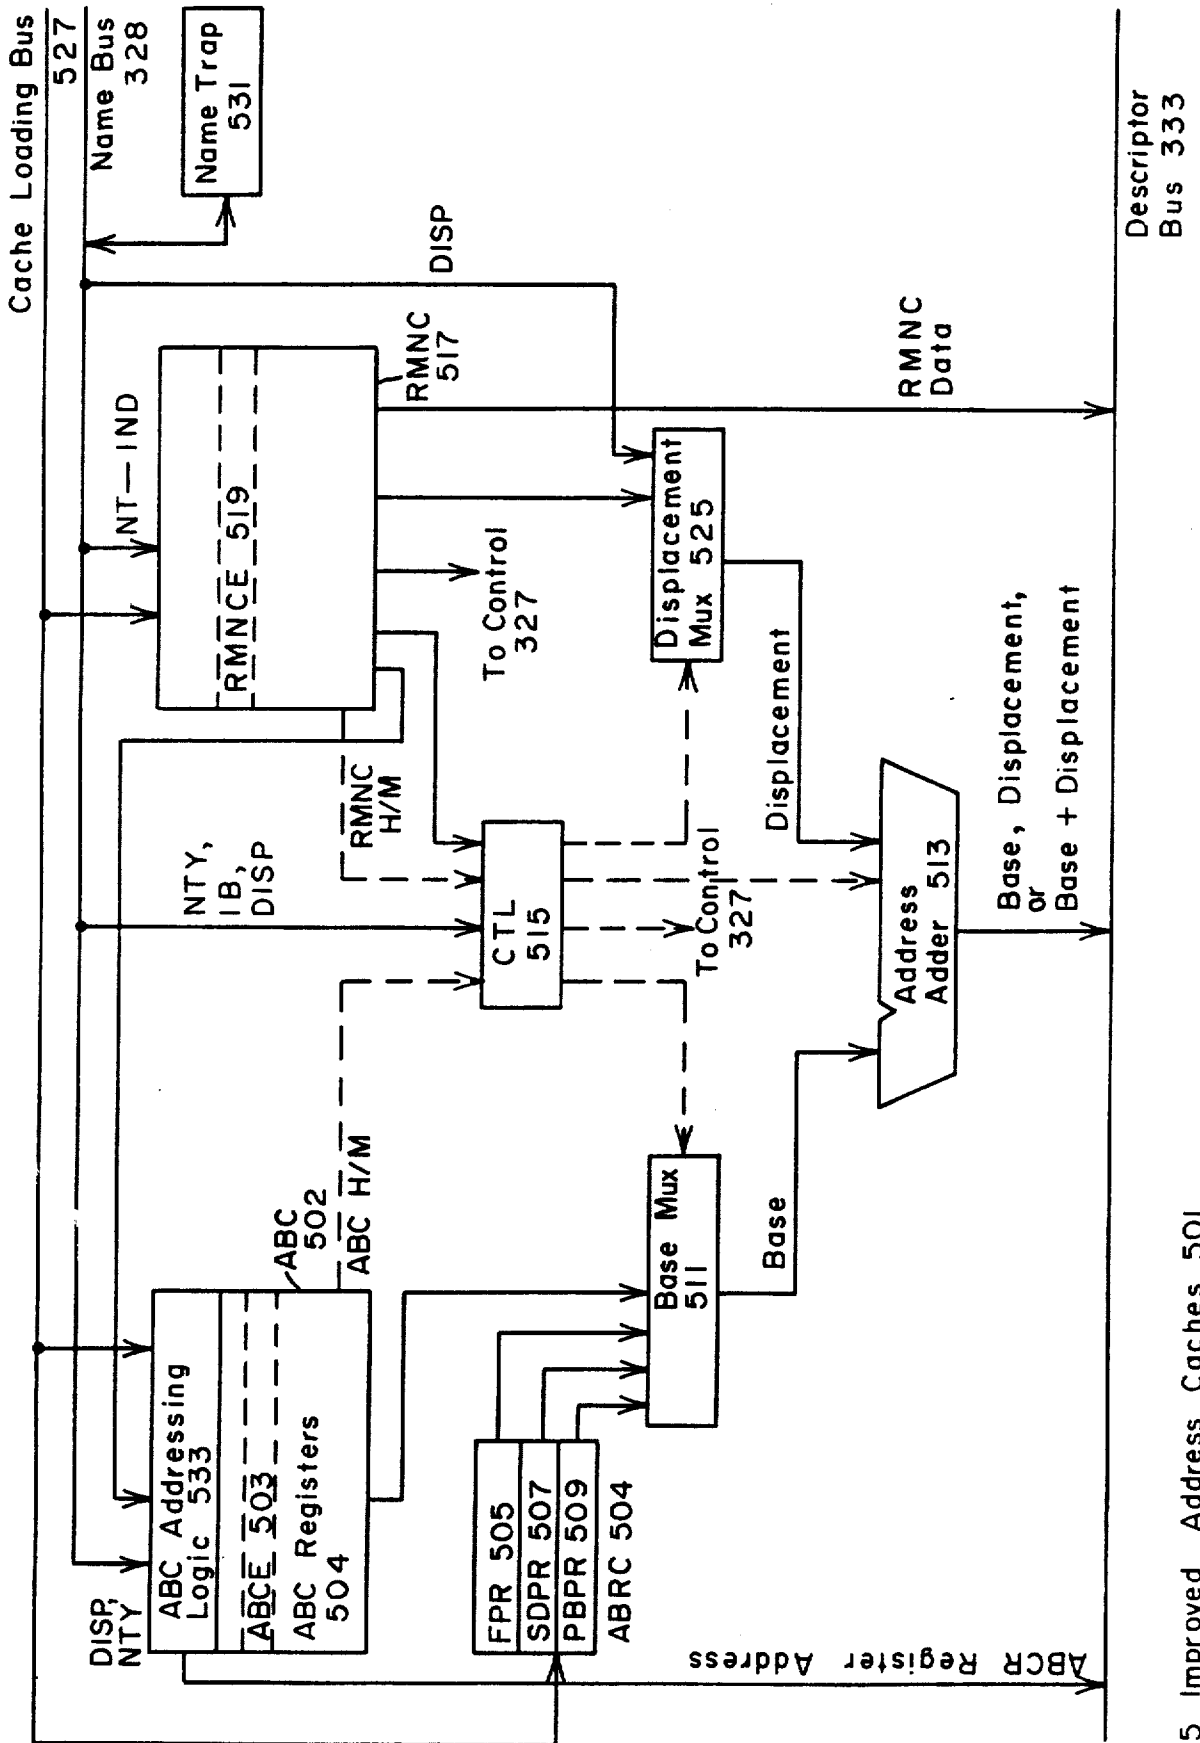 Cache Loading Bus
527
Name Bus
328
Name Trap
531
NT—IND
RMNCE 519
RMNC
517
DISP
RMNC
Data
Descriptor
Bus 333
NTY,
IB,
DISP
RMNC
H/M
To Control
327
Displacement
Mux 525
Displacement
CTL
515
To Control
327
ABC H/M
ABC
502
ABC Addressing
Logic 533
ABCE 503
ABC Registers
504
DISP,
NTY
FPR 505
SDPR 507
PBPR 509
ABRC 504
Base Mux
511
Base
Address
Adder 513
Base, Displacement,
or
Base + Displacement
ABCR Register Address
5 Improved Address Caches 501